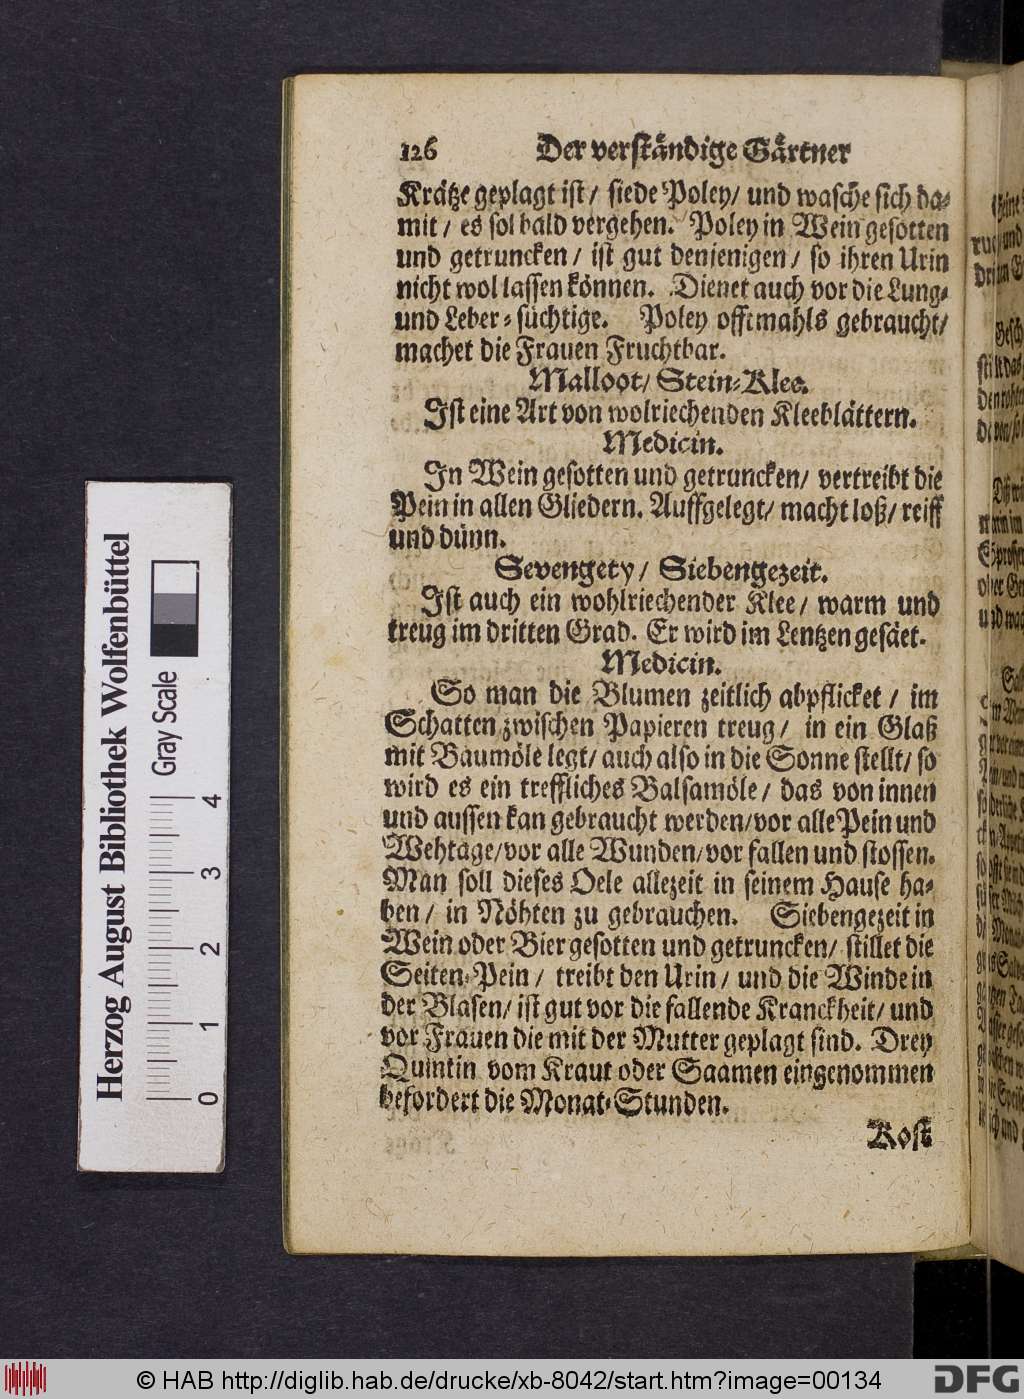 126 Der verständige Gärtner
Krätze geplagt ist / siede Poley / und wasche sich da-
mit / es sol bald vergehen. Poley in Wein gesotten
und getruncken / ist gut denjenigen / so ihren Urin
nicht wol lassen können. Dienet auch vor die Lung-
und Leber-süchtige. Poley offtmahls gebraucht /
machet die Frauen Fruchtbar.
Malloot / Stein-Klee.
Ist eine Art von wolriechenden Kleeblättern.
Medicin.
In Wein gesotten und getruncken / vertreibt die
Pein in allen Gliedern. Auffgelegt / macht loß / reiff
und dünn.
Sevengety / Siebengezeit.
Ist auch ein wohlriechender Klee / warm und
treug im dritten Grad. Er wird im Lentzen gesäet.
Medicin.
So man die Blumen zeitlich abpflicket / im
Schatten zwischen Papieren treug / in ein Glaß
mit Baumöle legt / auch also in die Sonne stellt / so
wird es ein treffliches Balsamöle / das von innen
und aussen kan gebraucht werden / vor alle Pein und
Wehtage / vor alle Wunden / vor fallen und stossen.
Man soll dieses Oele allezeit in seinem Hause ha-
ben / in Nöhten zu gebrauchen. Siebengezeit in
Wein oder Bier gesotten und getruncken / stillet die
Seiten-Pein / treibt den Urin / und die Winde in
der Blasen / ist gut vor die fallende Kranckheit / und
vor Frauen die mit der Mutter geplagt sind. Drey
Quintin vom Kraut oder Saamen eingenommen
befordert die Monat-Stunden.
Kost
Herzog August Bibliothek Wolfenbüttel
Gray Scale
0 1 2 3 4
© HAB http://diglib.hab.de/drucke/xb-8042/start.htm?image=00134
DFG